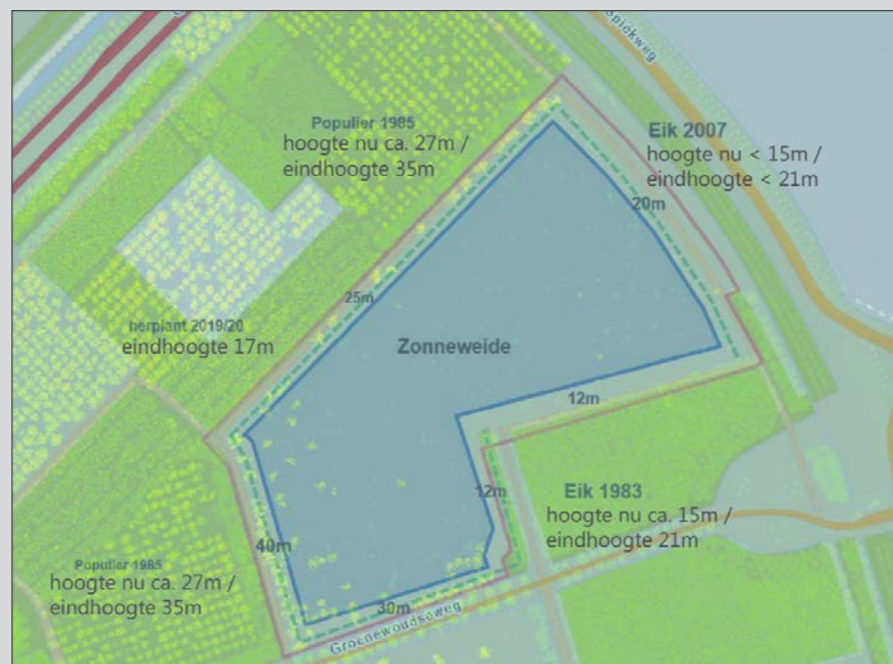 Spickweg
Populier 1985
hoogte nu ca. 27m /
eindhoogte 35m
Eik 2007
hoogte nu < 15m /
eindhoogte < 21m
20m
25m
herplant 2019/20
eindhoogte 17m
Zonneweide
12m
12m
Eik 1983
hoogte nu ca. 15m /
eindhoogte 21m
40m
Populier 1985
hoogte nu ca. 27m /
eindhoogte 35m
30m
Groenewoudseweg